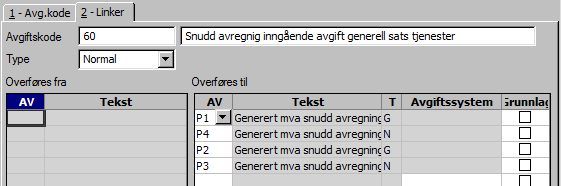 1 - Avg.kode 2 - Linker
Avgiftskode 60 Snudd avregnig inngående avgift generell sats tjenester
Type Normal
Overføres fra Overføres til
AV Tekst AV Tekst T Avgiftssystem Grunnlag
P1 Generert mva snudd avregning G
P4 Generert mva snudd avregning N
P2 Generert mva snudd avregning G
P3 Generert mva snudd avregning N